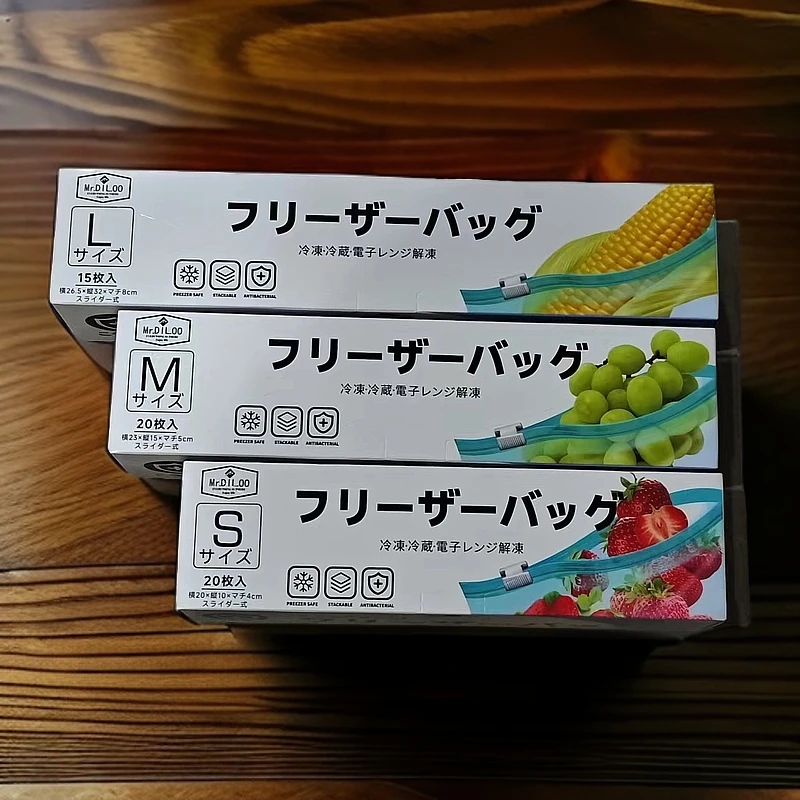 Mr.DILOO
L
サイズ
15枚入
横26.5×縦32×マチ8cm
スライダー式
フリーザーバッグ
冷凍·冷蔵·電子レンジ解凍
FREEZER SAFE
STACKABLE
ANTIBACTERIAL
Mr.DILOO
M
サイズ
20枚入
横23×縦15×マチ5cm
スライダー式
フリーザーバッグ
冷凍·冷蔵·電子レンジ解凍
FREEZER SAFE
STACKABLE
ANTIBACTERIAL
Mr.DILOO
S
サイズ
20枚入
横20×縦10×マチ4cm
スライダー式
フリーザーバッグ
冷凍·冷蔵·電子レンジ解凍
FREEZER SAFE
STACKABLE
ANTIBACTERIAL